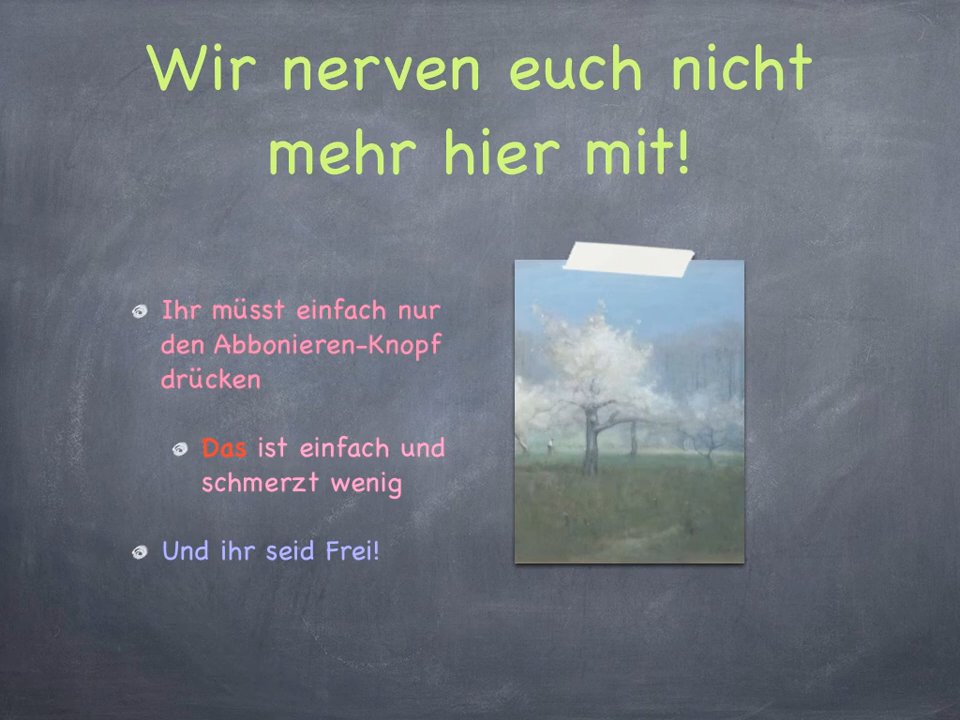 Wir nerven euch nicht
mehr hier mit!
Ihr müsst einfach nur
den Abbonieren-Knopf
drücken
Das ist einfach und
schmerzt wenig
Und ihr seid Frei!